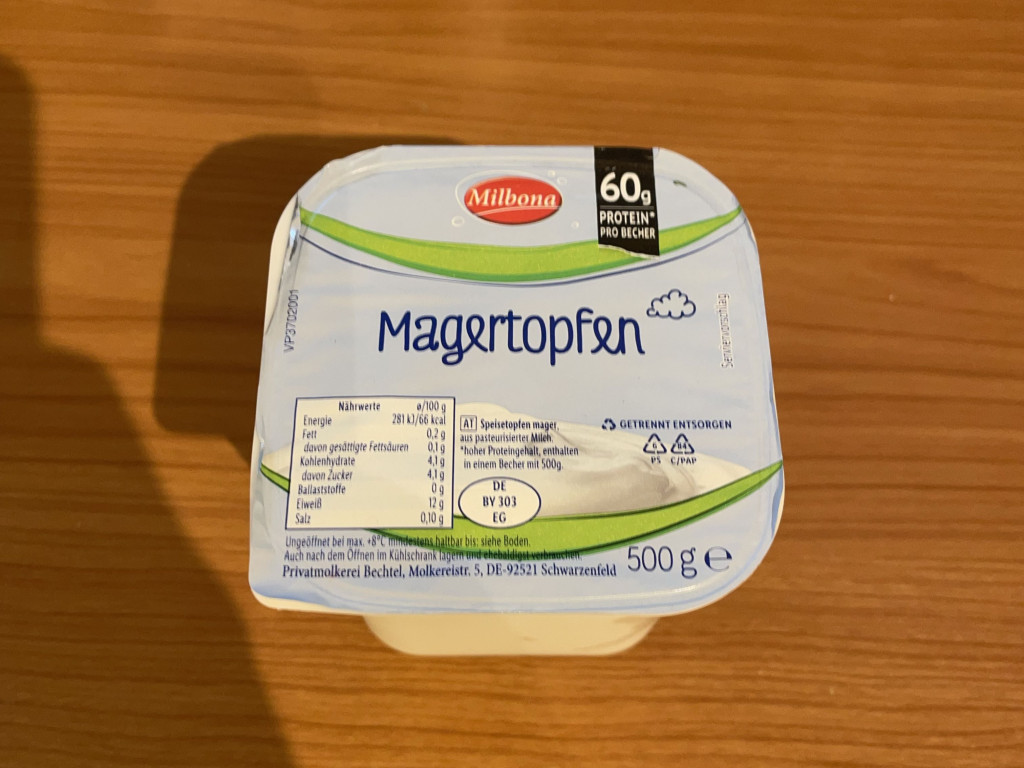 Milbona
60g
PROTEIN*
PRO BECHER
Magertopfen
VP3702001
Serviervorschlag
Nährwerte ø/100 g
Energie 281 kJ/66 kcal
Fett 0,2 g
davon gesättigte Fettsäuren 0,1 g
Kohlenhydrate 4,1 g
davon Zucker 4,1 g
Ballaststoffe 0 g
Eiweiß 12 g
Salz 0,10 g
AT Speisetopfen mager,
aus pasteurisierter Milch.
*hoher Proteingehalt, enthalten
in einem Becher mit 500g.
DE
BY 303
EG
GETRENNT ENTSORGEN
6 84
PS C/PAP
Ungeöffnet bei max. +8°C mindestens haltbar bis: siehe Boden.
Auch nach dem Öffnen im Kühlschrank lagern und ehebaldigst verbrauchen.
Privatmolkerei Bechtel, Molkereistr. 5, DE-92521 Schwarzenfeld
500 g e